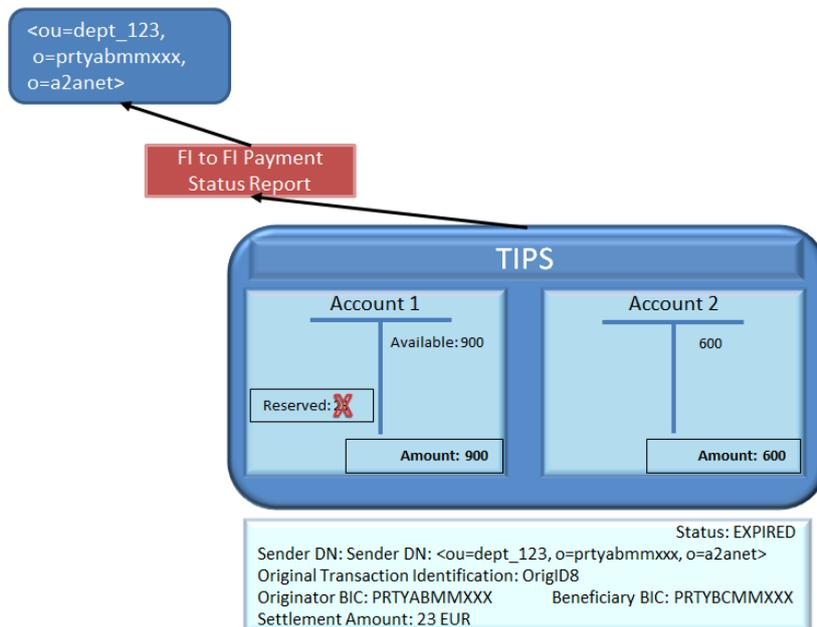 <ou=dept_123,
o=prtyabmmxxx,
o=a2anet>
FI to FI Payment
Status Report
TIPS
Account 1
Available: 900
Reserved:
Amount: 900
Account 2
600
Amount: 600
Status: EXPIRED
Sender DN: Sender DN: <ou=dept_123, o=prtyabmmxxx, o=a2anet>
Original Transaction Identification: OrigID8
Originator BIC: PRTYABMMXXX Beneficiary BIC: PRTYBCMMXXX
Settlement Amount: 23 EUR